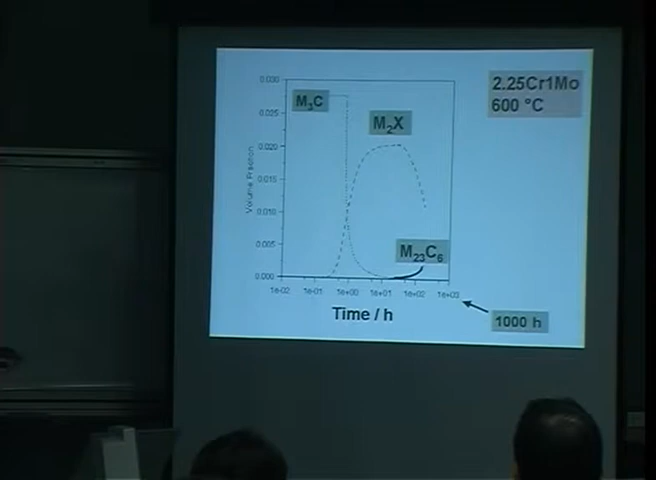 2.25Cr1Mo
600 °C
0.030
M3C
0.025
M2X
0.020
0.015
Volume Fraction
0.010
0.005
M23C6
0.000
1e-02 1e-01 1e+00 1e+01 1e+02 1e+03
Time / h
1000 h